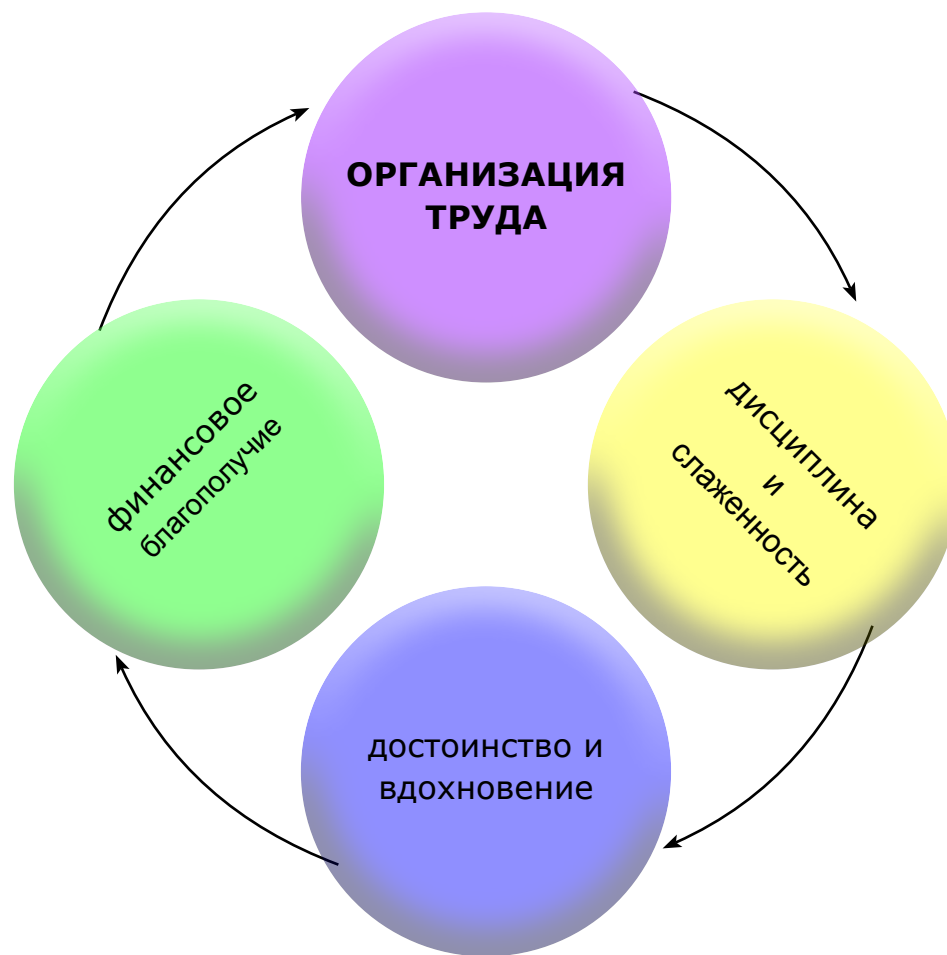 ОРГАНИЗАЦИЯ
ТРУДА
дисциплина
и
слаженность
достоинство и
вдохновение
финансовое
благополучие